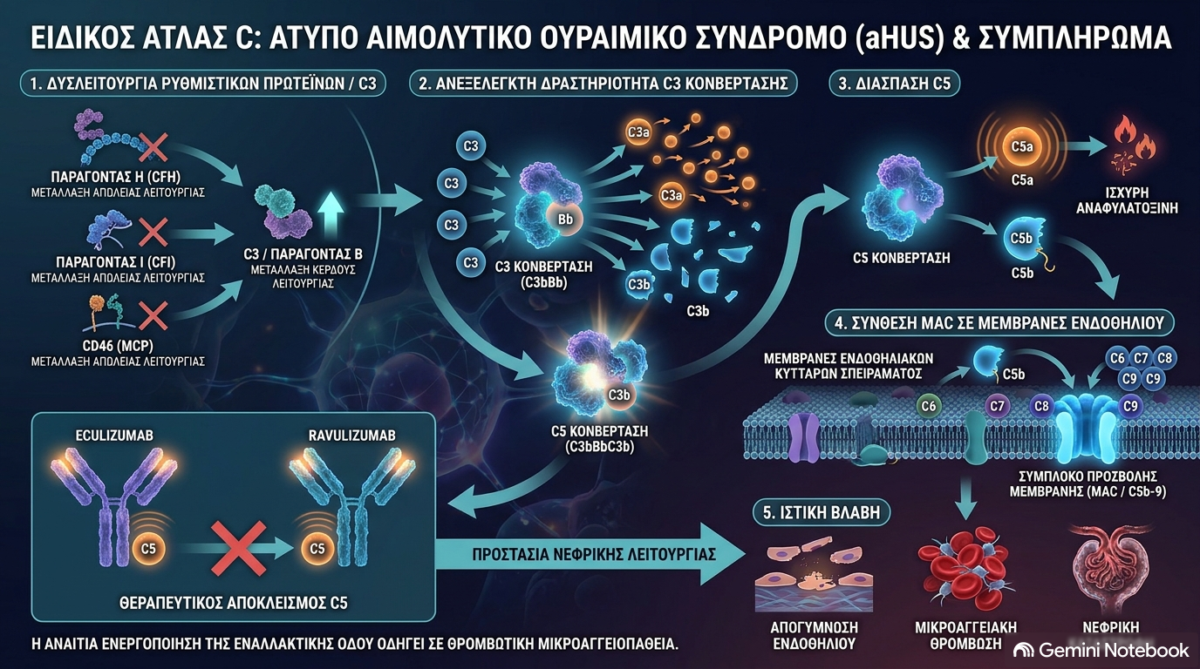 ΕΙΔΙΚΟΣ ΑΤΛΑΣ C: ΑΤΥΠΟ ΑΙΜΟΛΥΤΙΚΟ ΟΥΡΑΙΜΙΚΟ ΣΥΝΔΡΟΜΟ (aHUS) & ΣΥΜΠΛΗΡΩΜΑ
1. ΔΥΣΛΕΙΤΟΥΡΓΙΑ ΡΥΘΜΙΣΤΙΚΩΝ ΠΡΩΤΕΪΝΩΝ / C3
ΠΑΡΑΓΟΝΤΑΣ Η (CFH)
ΜΕΤΑΛΛΑΞΗ ΑΠΩΛΕΙΑΣ ΛΕΙΤΟΥΡΓΙΑΣ
ΠΑΡΑΓΟΝΤΑΣ Ι (CFI)
ΜΕΤΑΛΛΑΞΗ ΑΠΩΛΕΙΑΣ ΛΕΙΤΟΥΡΓΙΑΣ
CD46 (MCP)
ΜΕΤΑΛΛΑΞΗ ΑΠΩΛΕΙΑΣ ΛΕΙΤΟΥΡΓΙΑΣ
C3 / ΠΑΡΑΓΟΝΤΑΣ Β
ΜΕΤΑΛΛΑΞΗ ΚΕΡΔΟΥΣ
ΛΕΙΤΟΥΡΓΙΑΣ
2. ΑΝΕΞΕΛΕΓΚΤΗ ΔΡΑΣΤΗΡΙΟΤΗΤΑ C3 ΚΟΝΒΕΡΤΑΣΗΣ
C3
C3
C3
C3
Bb
C3 ΚΟΝΒΕΡΤΑΣΗ
(C3bBb)
C3a
C3a
C3b
C3b
C3b
C5 ΚΟΝΒΕΡΤΑΣΗ
(C3bBbC3b)
3. ΔΙΑΣΠΑΣΗ C5
C5 ΚΟΝΒΕΡΤΑΣΗ
C5a
C5a
ΙΣΧΥΡΗ
ΑΝΑΦΥΛΑΤΟΞΙΝΗ
C5b
C5b
4. ΣΥΝΘΕΣΗ MAC ΣΕ ΜΕΜΒΡΑΝΕΣ ΕΝΔΟΘΗΛΙΟΥ
ΜΕΜΒΡΑΝΕΣ ΕΝΔΟΘΗΛΙΑΚΩΝ
ΚΥΤΤΑΡΩΝ ΣΠΕΙΡΑΜΑΤΟΣ
C5b
C6 C7 C8
C9 C9
C6
C7
C8
C9
ΣΥΜΠΛΟΚΟ ΠΡΟΖΒΟΛΗΣ
ΜΕΜΒΡΑΝΗΣ (MAC / C5b-9)
ECULIZUMAB
RAVULIZUMAB
C5
C5
ΘΕΡΑΠΕΥΤΙΚΟΣ ΑΠΟΚΛΕΙΣΜΟΣ C5
ΠΡΟΣΤΑΣΙΑ ΝΕΦΡΙΚΗΣ ΛΕΙΤΟΥΡΓΙΑΣ
5. ΙΣΤΙΚΗ ΒΛΑΒΗ
ΑΠΟΓΥΜΝΩΣΗ
ΕΝΔΟΘΗΛΙΟΥ
ΜΙΚΡΟΑΓΓΕΙΑΚΗ
ΘΡΟΜΒΩΣΗ
ΝΕΦΡΙΚΗ
Η ΑΝΑΙΤΙΑ ΕΝΕΡΓΟΠΟΙΗΣΗ ΤΗΣ ΕΝΑΛΛΑΚΤΙΚΗΣ ΟΔΟΥ ΟΔΗΓΕΙ ΣΕ ΘΡΟΜΒΩΤΙΚΗ ΜΙΚΡΟΑΓΓΕΙΟΠΑΘΕΙΑ.
Gemini Notebook